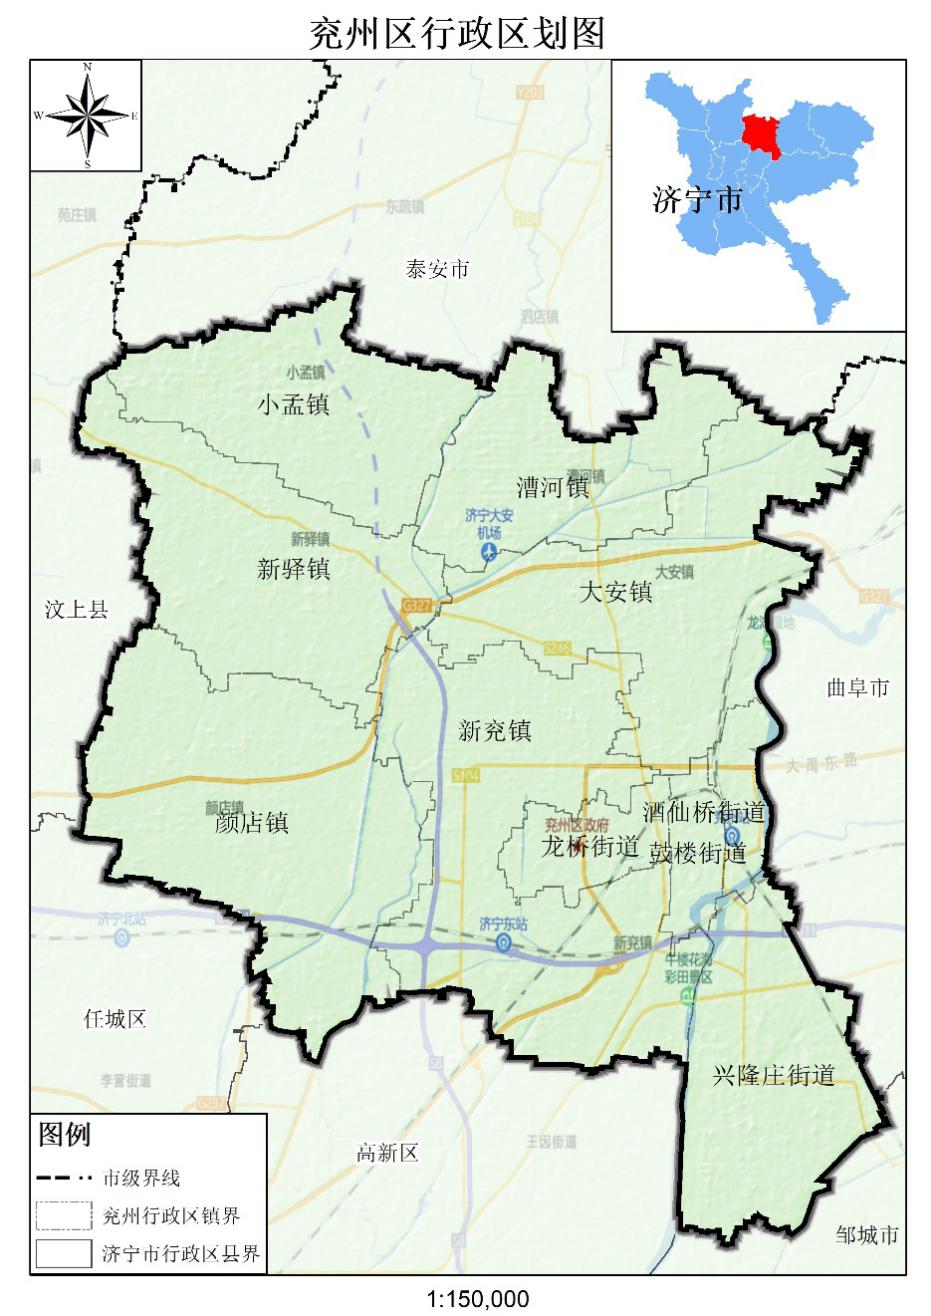 兖州区行政区划图
N
W
E
S
Y203
济宁市
苑庄镇
东疏镇
S104
泰安市
泗店镇
小孟镇
小孟镇
漕河镇
漕河镇
济宁大安
机场
新驿镇
新驿镇
大安镇
大安镇
汶上县
G327
G327
S246
曲阜市
新兖镇
大禹东路
S104
颜店镇
颜店镇
兖州区政府
酒仙桥街道
龙桥街道
鼓楼街道
济宁北站
济宁东站
新兖镇
牛楼花海
彩田景区
任城区
兴隆庄街道
李营街道
S8
G237
王因街道
高新区
S8
邹城市
图例
市级界线
兖州行政区镇界
济宁市行政区县界
1:150,000